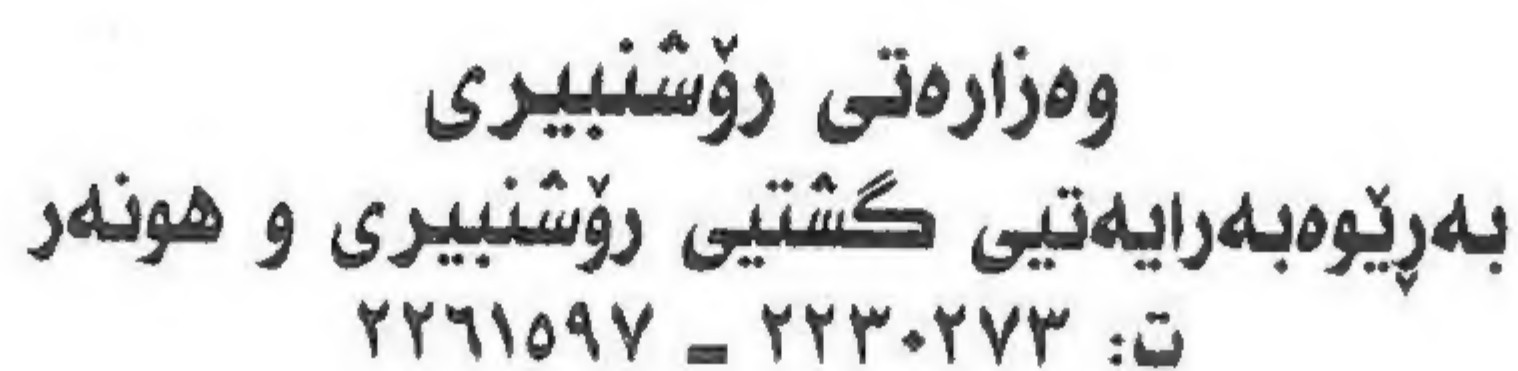 وەزارەتی رۆشنبیری
بەڕێوەبەرایەتیی گشتیی رۆشنبیری و هونەر
ت: ٢٢٣٠٢٧٣ ـ ٢٢٦١٥٩٧